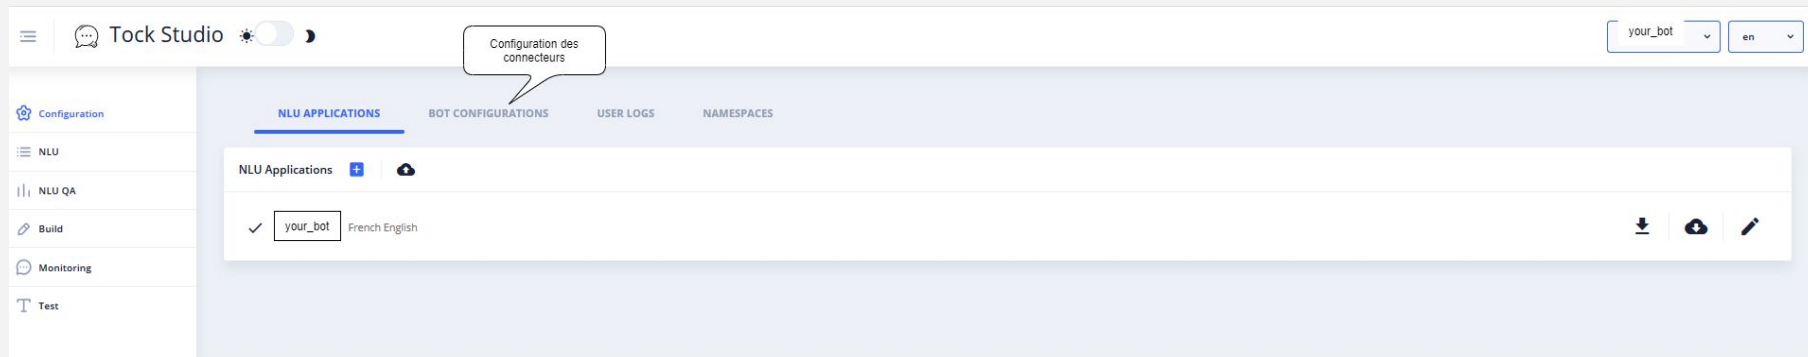 Tock Studio
Configuration des
connecteurs
your_bot
en
Configuration
NLU
NLU QA
Build
Monitoring
Test
NLU APPLICATIONS
BOT CONFIGURATIONS
USER LOGS
NAMESPACES
NLU Applications
your_bot French English